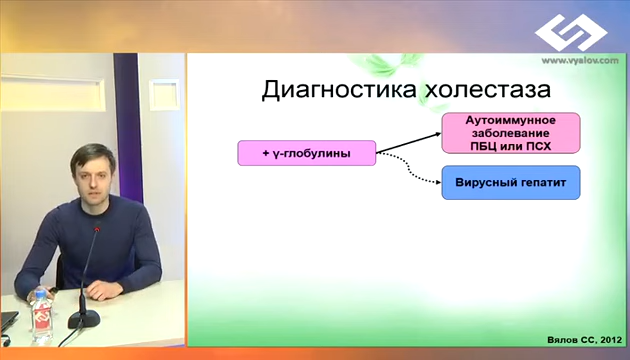 www.vyalov.com
Диагностика холестаза
+ γ-глобулины
Аутоиммунное
заболевание
ПБЦ или ПСХ
Вирусный гепатит
Вялов СС, 2012